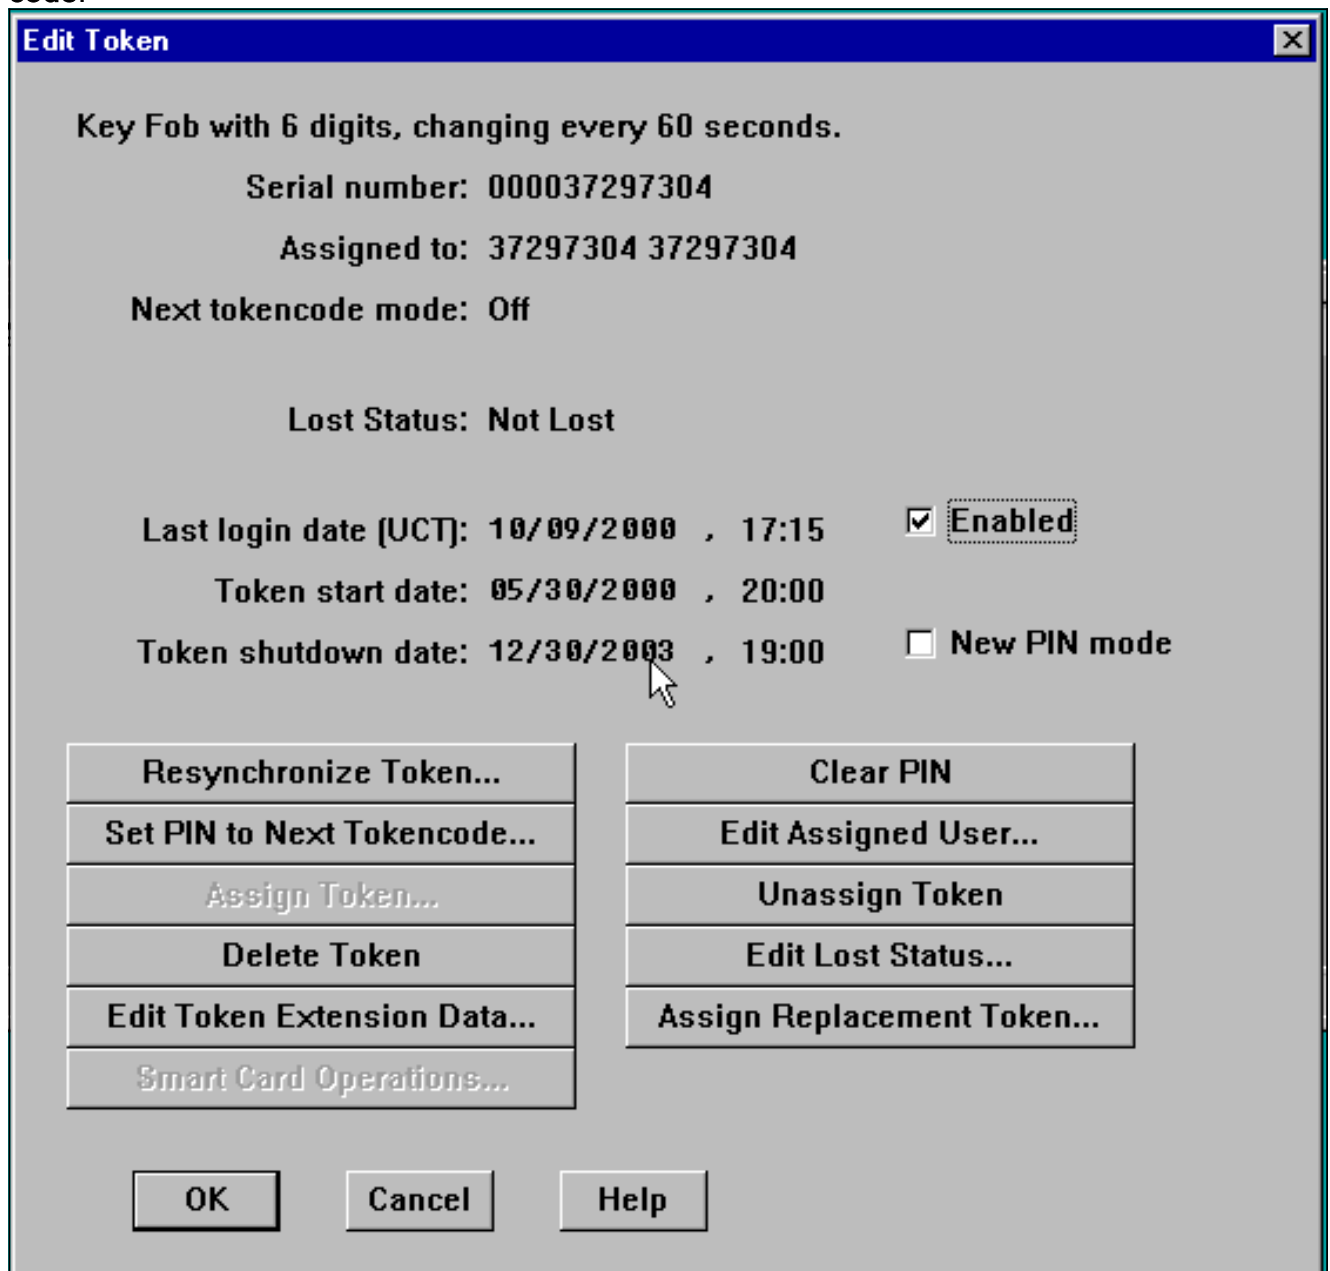 Edit Token
Key Fob with 6 digits, changing every 60 seconds.
Serial number: 000037297304
Assigned to: 37297304 37297304
Next tokencode mode: Off
Lost Status: Not Lost
Last login date (UCT): 10/09/2000 , 17:15 Enabled
Token start date: 05/30/2000 , 20:00
Token shutdown date: 12/30/2003 , 19:00 New PIN mode
Resynchronize Token... Clear PIN
Set PIN to Next Tokencode... Edit Assigned User...
Assign Token... Unassign Token
Delete Token Edit Lost Status...
Edit Token Extension Data... Assign Replacement Token...
Smart Card Operations...
OK Cancel Help